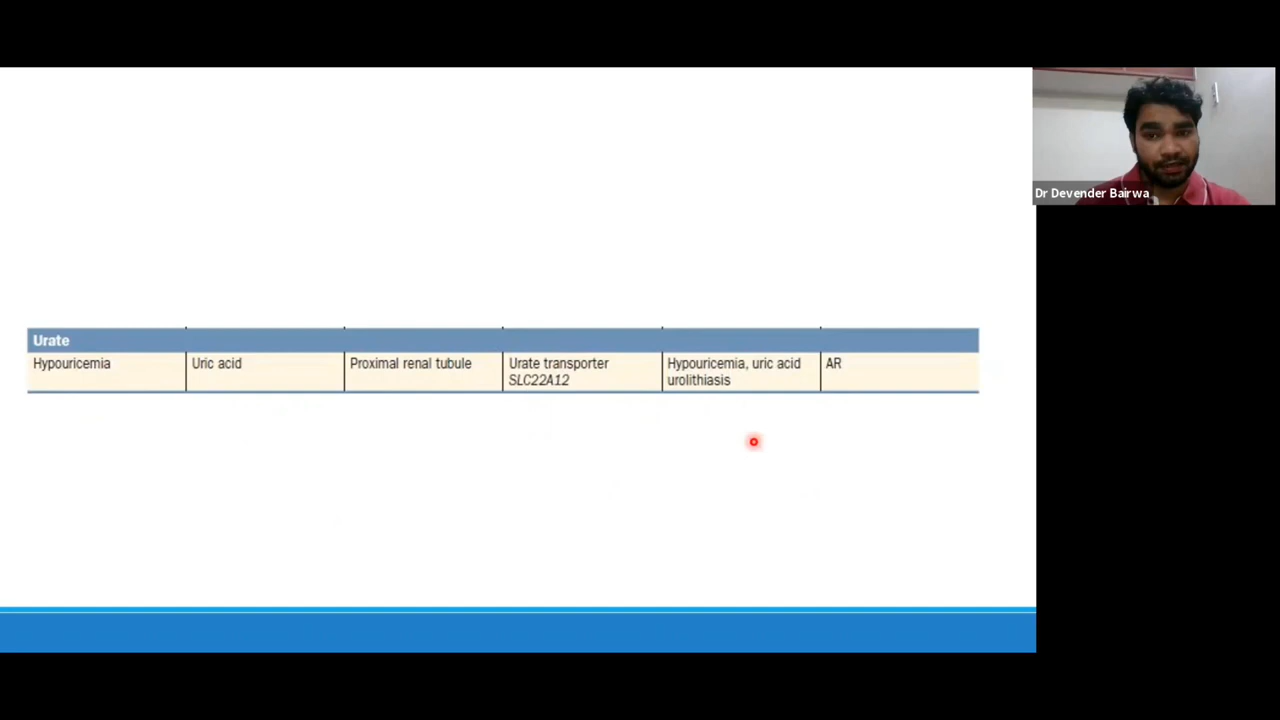 Dr Devender Bairwa
Urate
Hypouricemia
Uric acid
Proximal renal tubule
Urate transporter
SLC22A12
Hypouricemia, uric acid
urolithiasis
AR